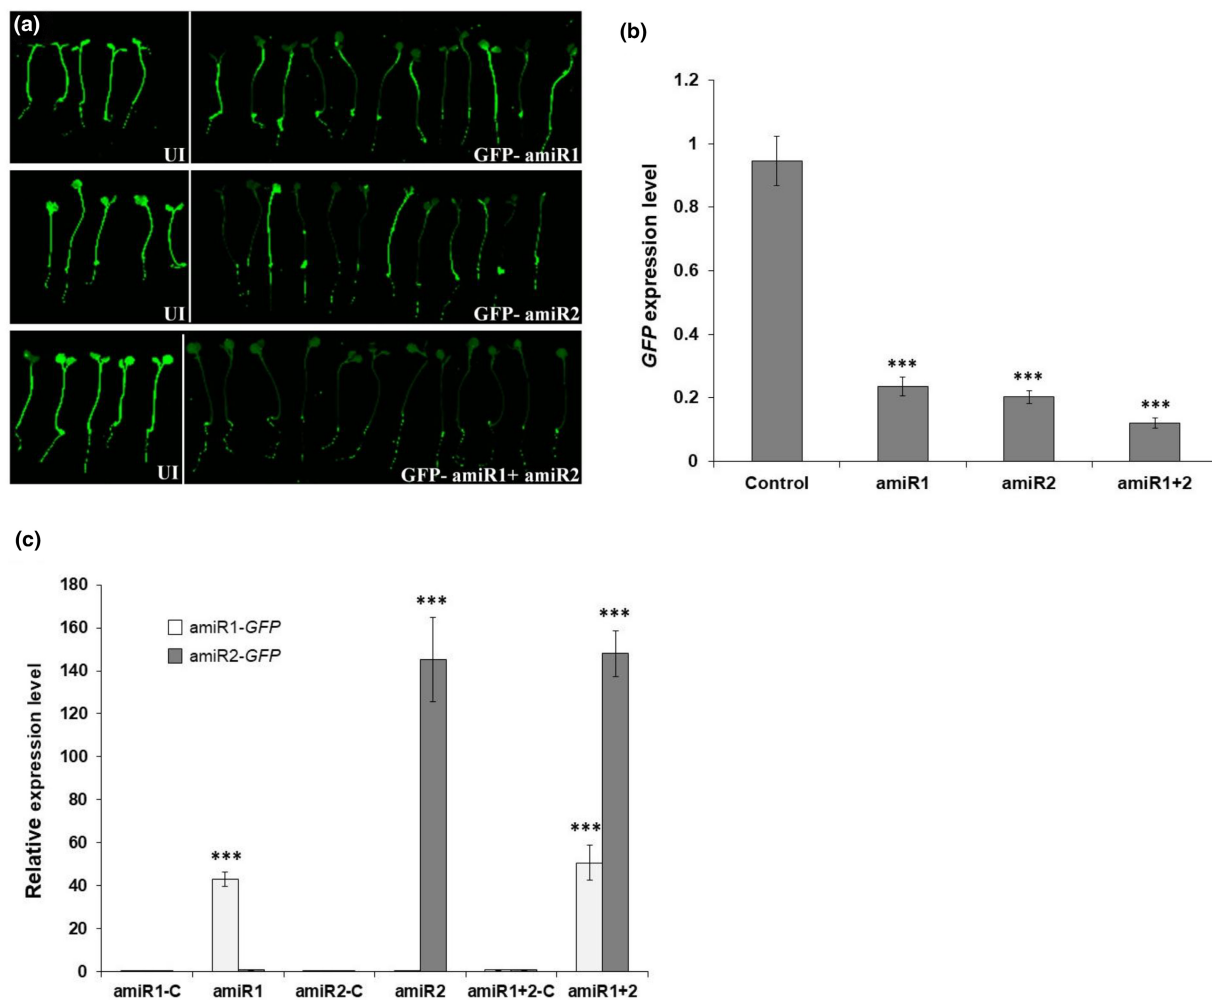 (a)
UI
GFP- amiR1
UI
GFP- amiR2
UI
GFP- amiR1+ amiR2
(b)
GFP expression level
1.2
1
0.8
0.6
0.4
0.2
0
***
***
***
Control
amiR1
amiR2
amiR1+2
(c)
Relative expression level
180
160
140
120
100
80
60
40
20
0
amiR1-GFP
amiR2-GFP
***
***
***
***
amiR1-C
amiR1
amiR2-C
amiR2
amiR1+2-C
amiR1+2